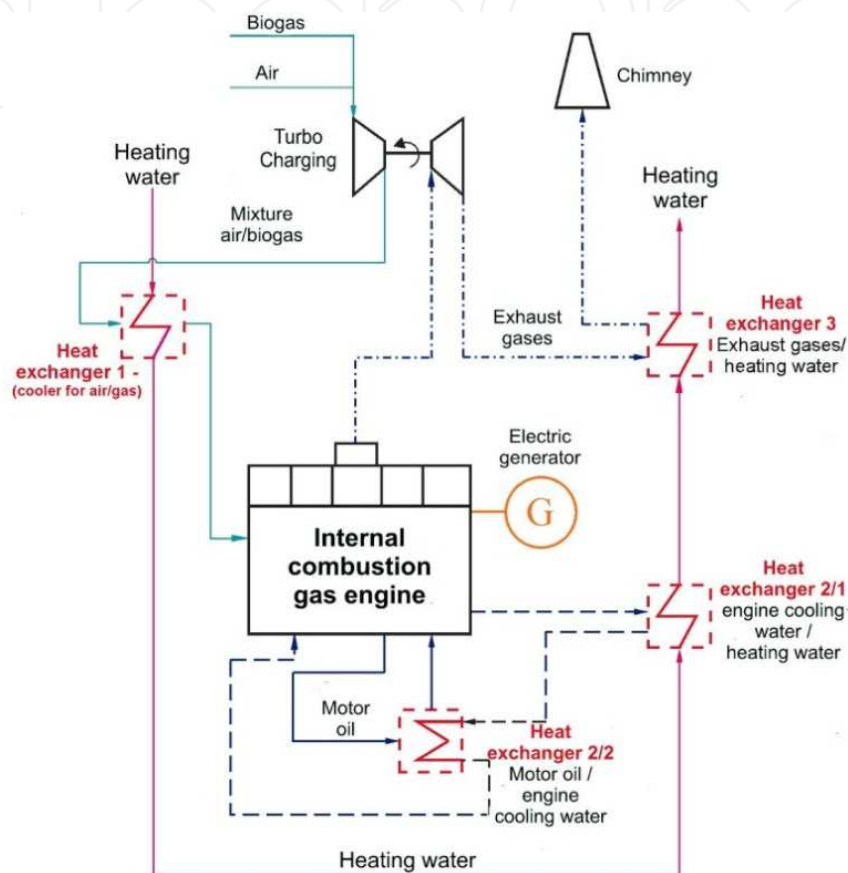 Biogas
Air
Turbo
Charging
Chimney
Heating
water
Heating
water
Mixture
air/biogas
Exhaust
gases
Heat
exchanger 1 -
(cooler for air/gas)
Heat
exchanger 3
Exhaust gases/
heating water
Electric
generator
G
Internal
combustion
gas engine
Heat
exchanger 2/1
engine cooling
water /
heating water
Motor
oil
Heat
exchanger 2/2
Motor oil /
engine
cooling water
Heating water